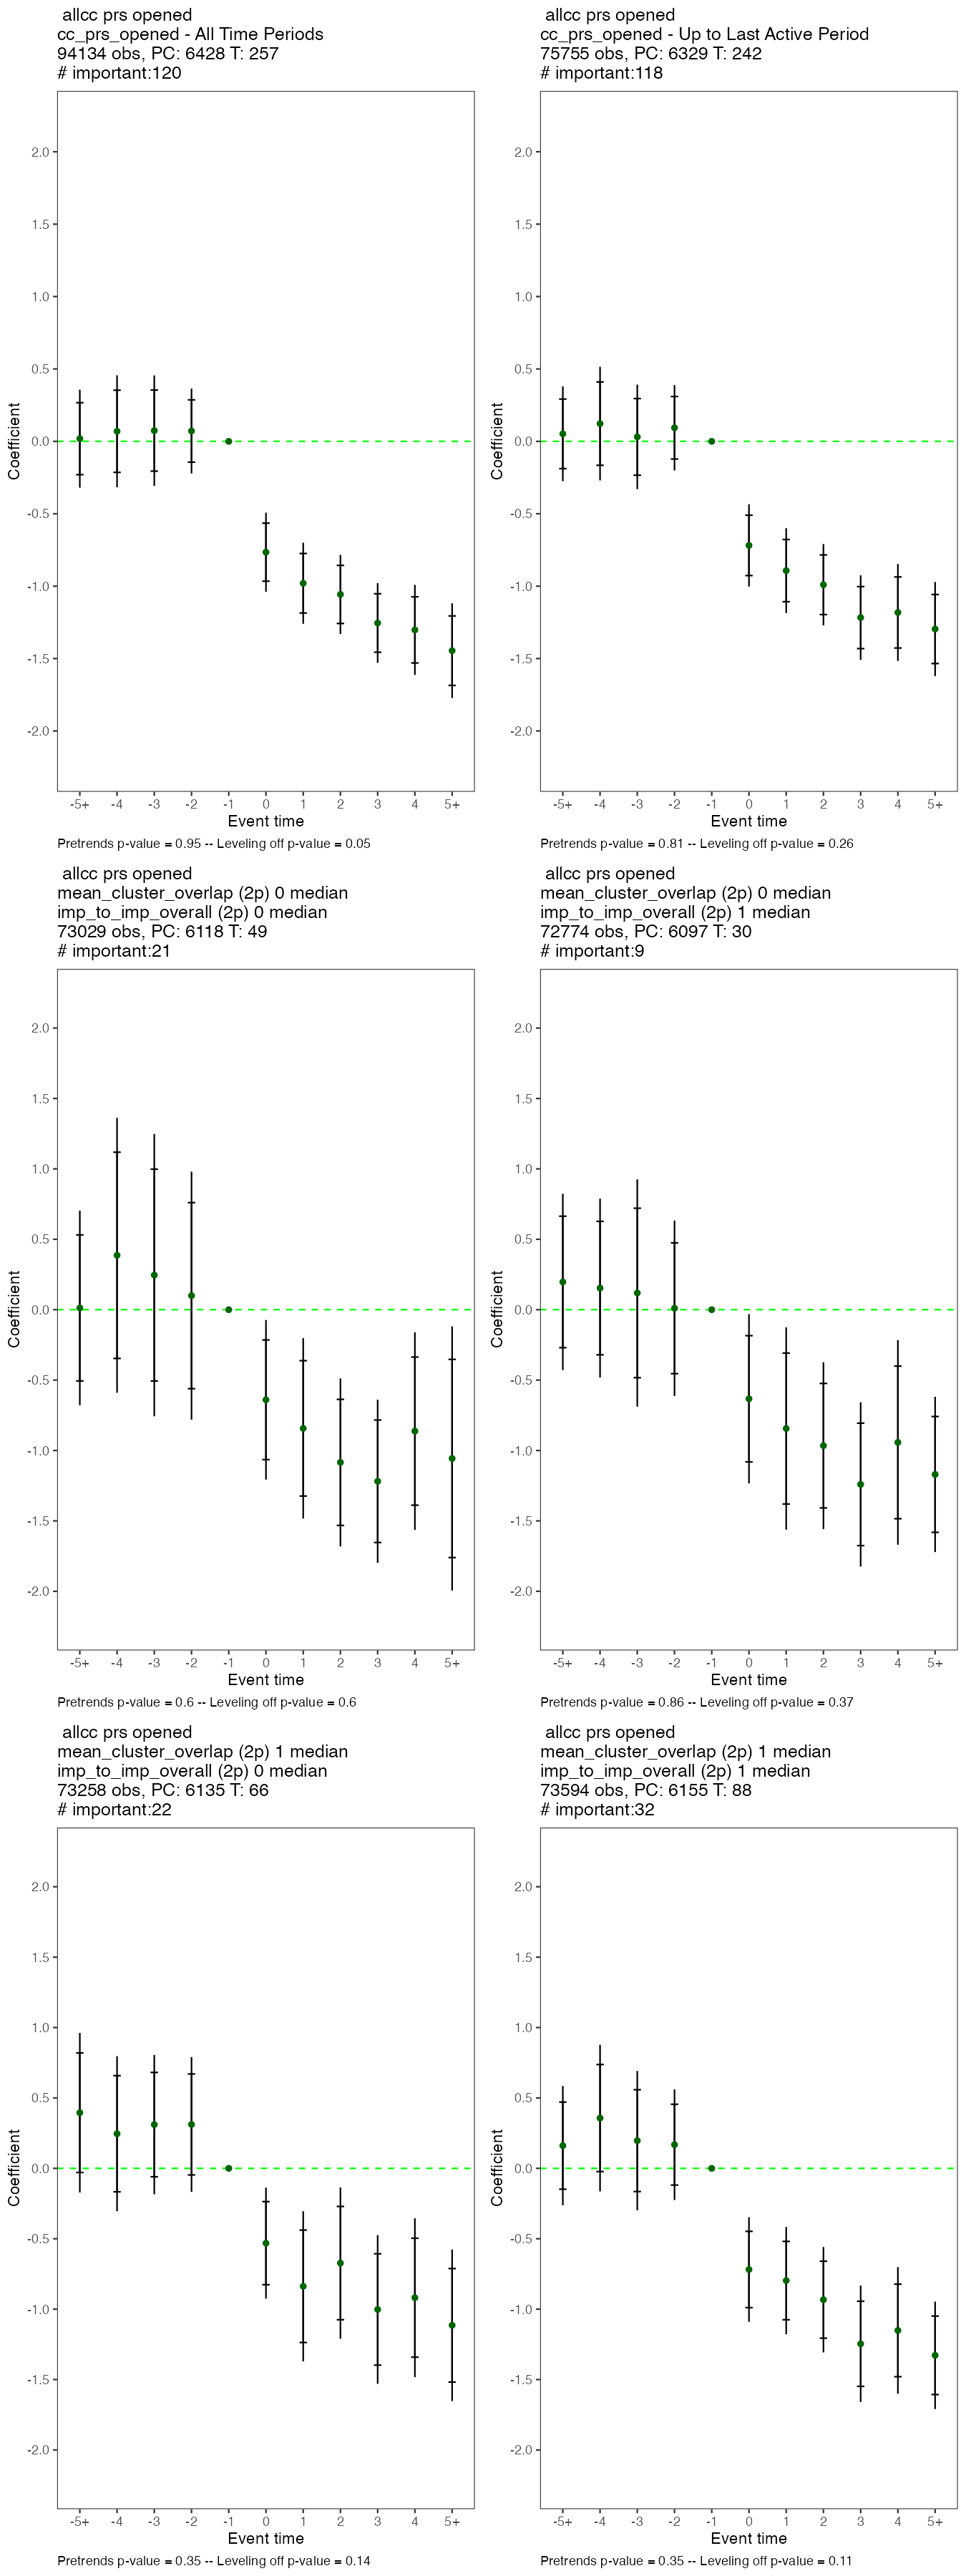 allcc prs opened
cc_prs_opened - All Time Periods
94134 obs, PC: 6428 T: 257
# important:120
2.0
1.5
1.0
0.5
0.0
-0.5
-1.0
-1.5
-2.0
Coefficient
-5+ -4 -3 -2 -1 0 1 2 3 4 5+
Event time
Pretrends p-value = 0.95 -- Leveling off p-value = 0.05
allcc prs opened
cc_prs_opened - Up to Last Active Period
75755 obs, PC: 6329 T: 242
# important:118
2.0
1.5
1.0
0.5
0.0
-0.5
-1.0
-1.5
-2.0
Coefficient
-5+ -4 -3 -2 -1 0 1 2 3 4 5+
Event time
Pretrends p-value = 0.81 -- Leveling off p-value = 0.26
allcc prs opened
mean_cluster_overlap (2p) 0 median
imp_to_imp_overall (2p) 0 median
73029 obs, PC: 6118 T: 49
# important:21
2.0
1.5
1.0
0.5
0.0
-0.5
-1.0
-1.5
-2.0
Coefficient
-5+ -4 -3 -2 -1 0 1 2 3 4 5+
Event time
Pretrends p-value = 0.6 -- Leveling off p-value = 0.6
allcc prs opened
mean_cluster_overlap (2p) 0 median
imp_to_imp_overall (2p) 1 median
72774 obs, PC: 6097 T: 30
# important:9
2.0
1.5
1.0
0.5
0.0
-0.5
-1.0
-1.5
-2.0
Coefficient
-5+ -4 -3 -2 -1 0 1 2 3 4 5+
Event time
Pretrends p-value = 0.86 -- Leveling off p-value = 0.37
allcc prs opened
mean_cluster_overlap (2p) 1 median
imp_to_imp_overall (2p) 0 median
73258 obs, PC: 6135 T: 66
# important:22
2.0
1.5
1.0
0.5
0.0
-0.5
-1.0
-1.5
-2.0
Coefficient
-5+ -4 -3 -2 -1 0 1 2 3 4 5+
Event time
Pretrends p-value = 0.35 -- Leveling off p-value = 0.14
allcc prs opened
mean_cluster_overlap (2p) 1 median
imp_to_imp_overall (2p) 1 median
73594 obs, PC: 6155 T: 88
# important:32
2.0
1.5
1.0
0.5
0.0
-0.5
-1.0
-1.5
-2.0
Coefficient
-5+ -4 -3 -2 -1 0 1 2 3 4 5+
Event time
Pretrends p-value = 0.35 -- Leveling off p-value = 0.11